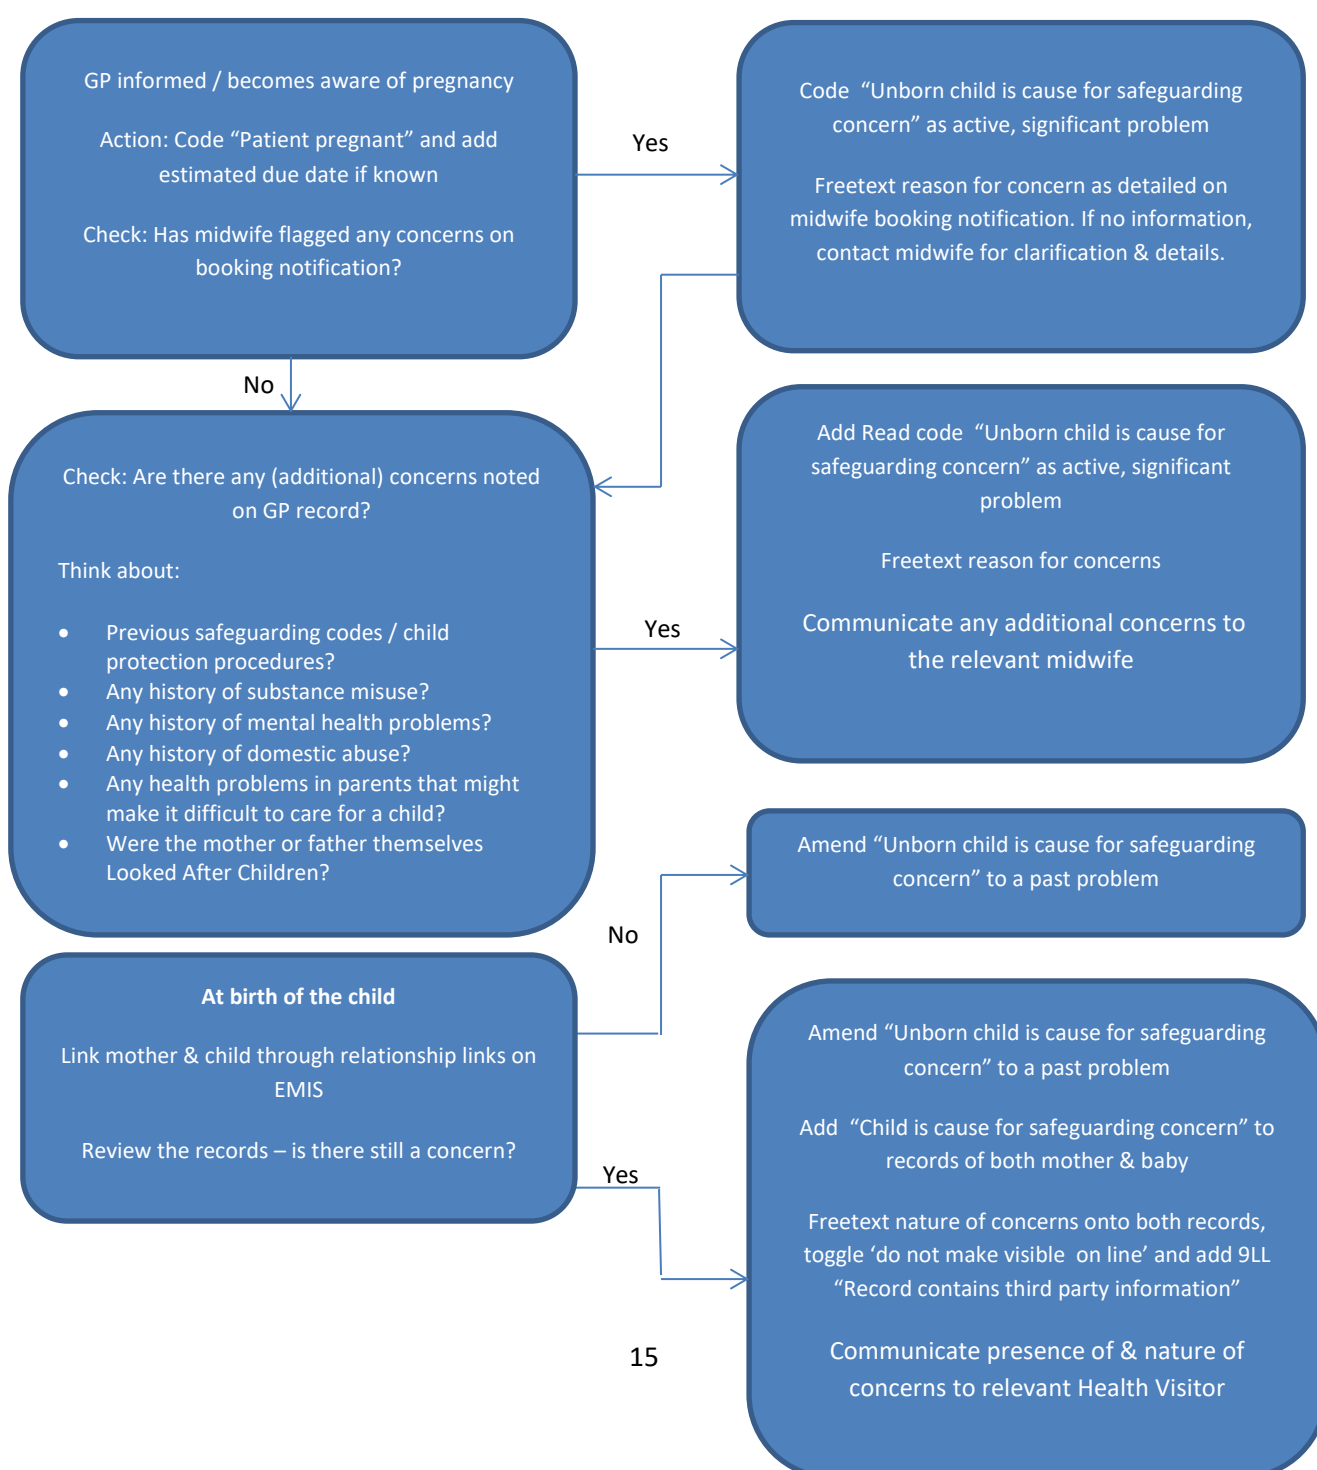 GP informed / becomes aware of pregnancy
Action: Code “Patient pregnant” and add
estimated due date if known
Check: Has midwife flagged any concerns on
booking notification?
Yes
Code “Unborn child is cause for safeguarding
concern” as active, significant problem
Freetext reason for concern as detailed on
midwife booking notification. If no information,
contact midwife for clarification & details.
No
Check: Are there any (additional) concerns noted
on GP record?
Think about:
• Previous safeguarding codes / child
protection procedures?
• Any history of substance misuse?
• Any history of mental health problems?
• Any history of domestic abuse?
• Any health problems in parents that might
make it difficult to care for a child?
• Were the mother or father themselves
Looked After Children?
Yes
Add Read code “Unborn child is cause for
safeguarding concern” as active, significant
problem
Freetext reason for concerns
Communicate any additional concerns to
the relevant midwife
At birth of the child
Link mother & child through relationship links on
EMIS
Review the records – is there still a concern?
No
Amend “Unborn child is cause for safeguarding
concern” to a past problem
Yes
Amend “Unborn child is cause for safeguarding
concern” to a past problem
Add “Child is cause for safeguarding concern” to
records of both mother & baby
Freetext nature of concerns onto both records,
toggle ‘do not make visible on line’ and add 9LL
“Record contains third party information”
Communicate presence of & nature of
concerns to relevant Health Visitor
15